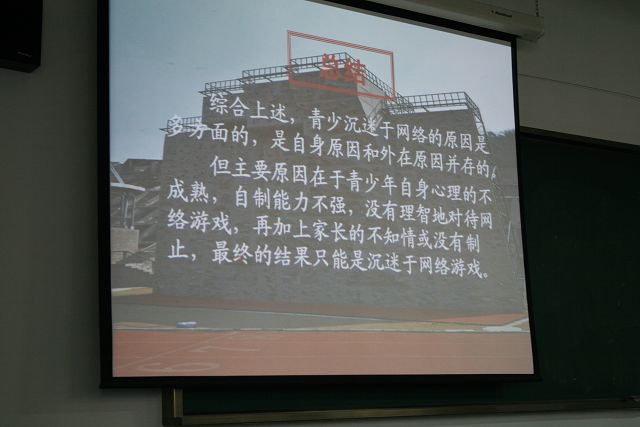 总结
综合上述，青少沉迷于网络的原因是
多方面的，是自身原因和外在原因并存的。
但主要原因在于青少年自身心理的不
成熟，自制能力不强，没有理智地对待网
络游戏，再加上家长的不知情或没有制
止，最终的结果只能是沉迷于网络游戏。